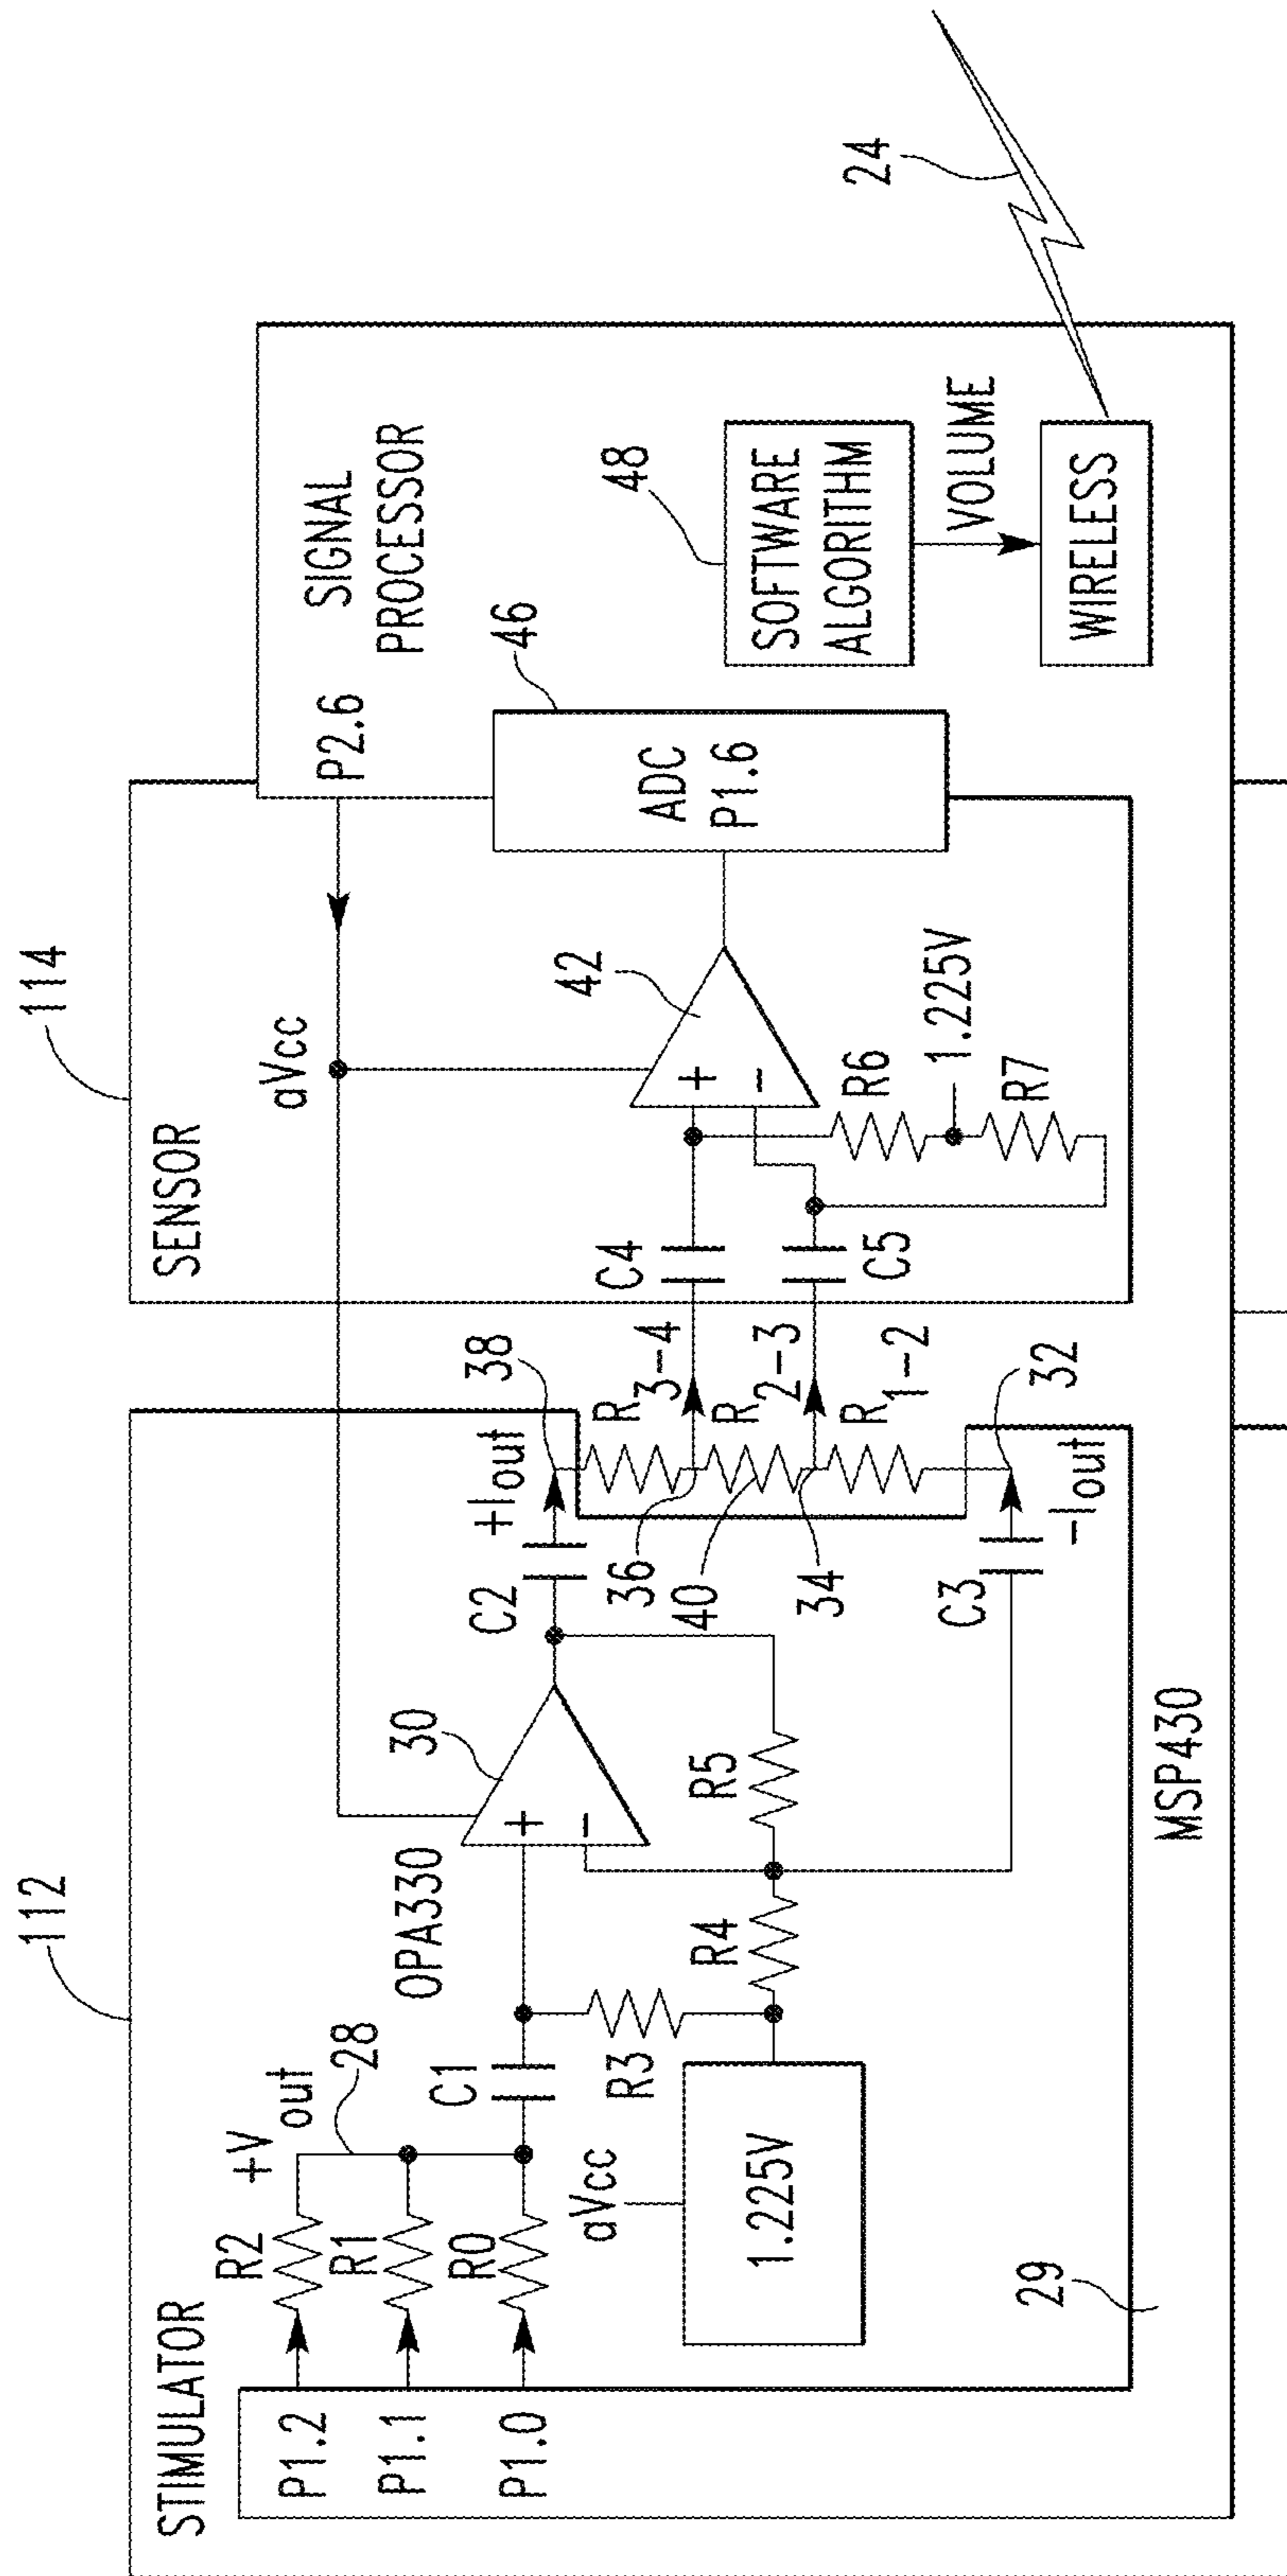 112
114
STIMULATOR
SENSOR
P1.2
P1.1
P1.0
R2
R1
R0
+Vout
28
C1
aVcc
1.225V
R3
R4
R5
OPA330
30
C2
+Iout
38
36
40
34
C3
-Iout
32
29
MSP430
R3-4
R2-3
R1-2
C4
C5
aVcc
P2.6
42
+
-
+
-
R6
1.225V
R7
ADC
P1.6
46
SIGNAL
PROCESSOR
48
SOFTWARE
ALGORITHM
VOLUME
WIRELESS
24